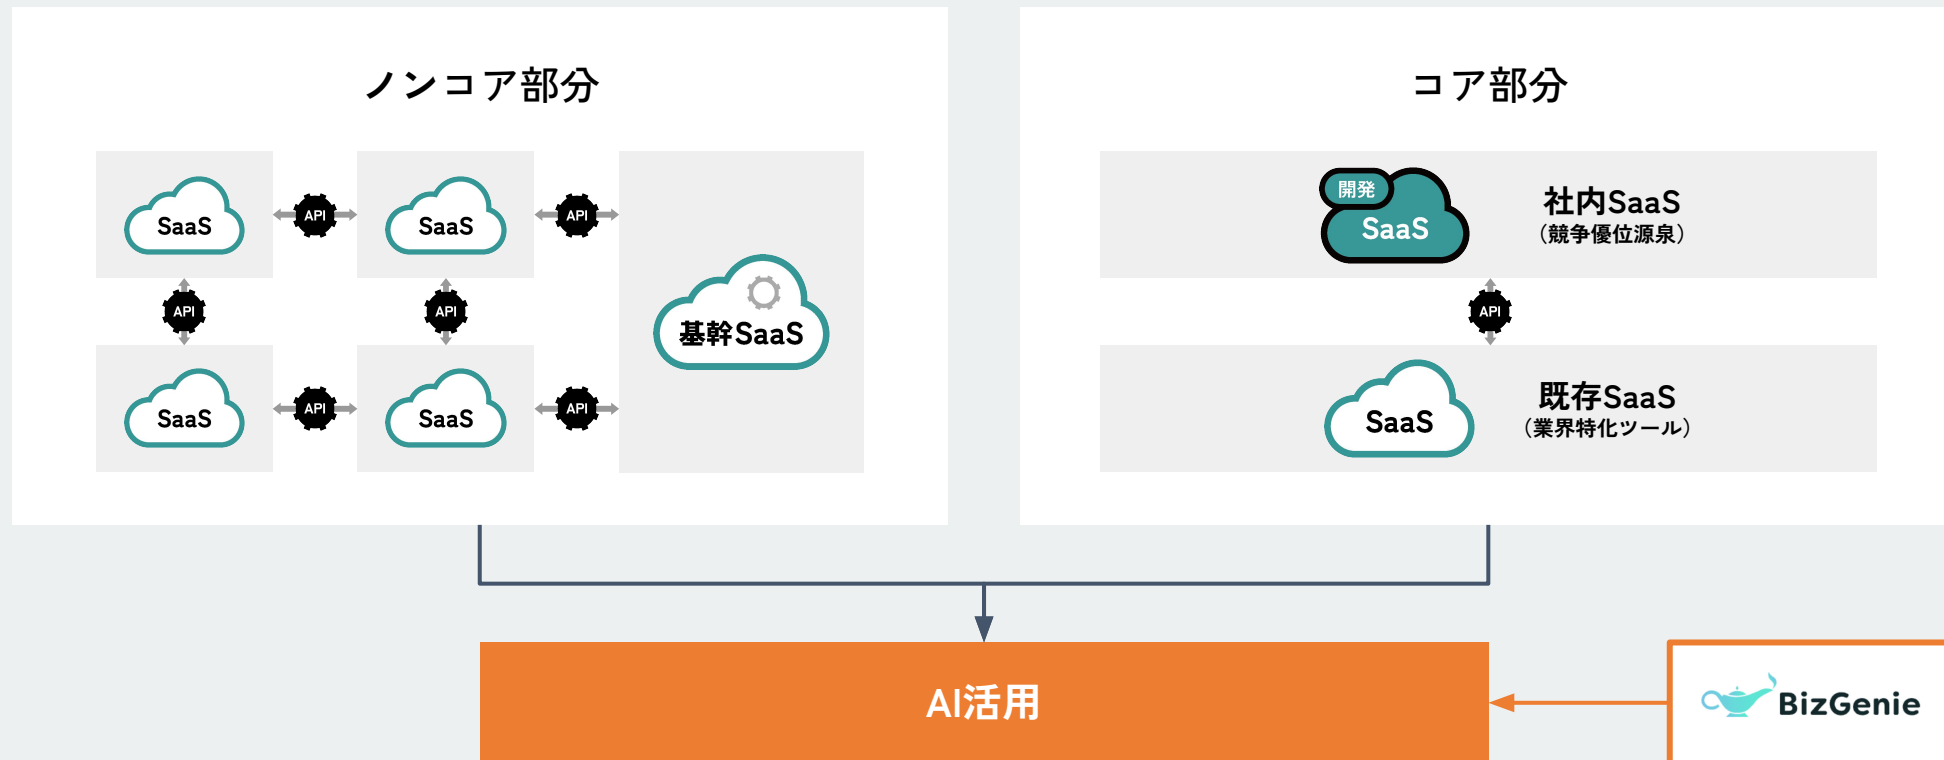 ノンコア部分
SaaS
API
SaaS
API
API
API
基幹SaaS
SaaS
API
SaaS
API
コア部分
開発
SaaS
社内SaaS
（競争優位源泉）
API
SaaS
既存SaaS
（業界特化ツール）
AI活用
BizGenie